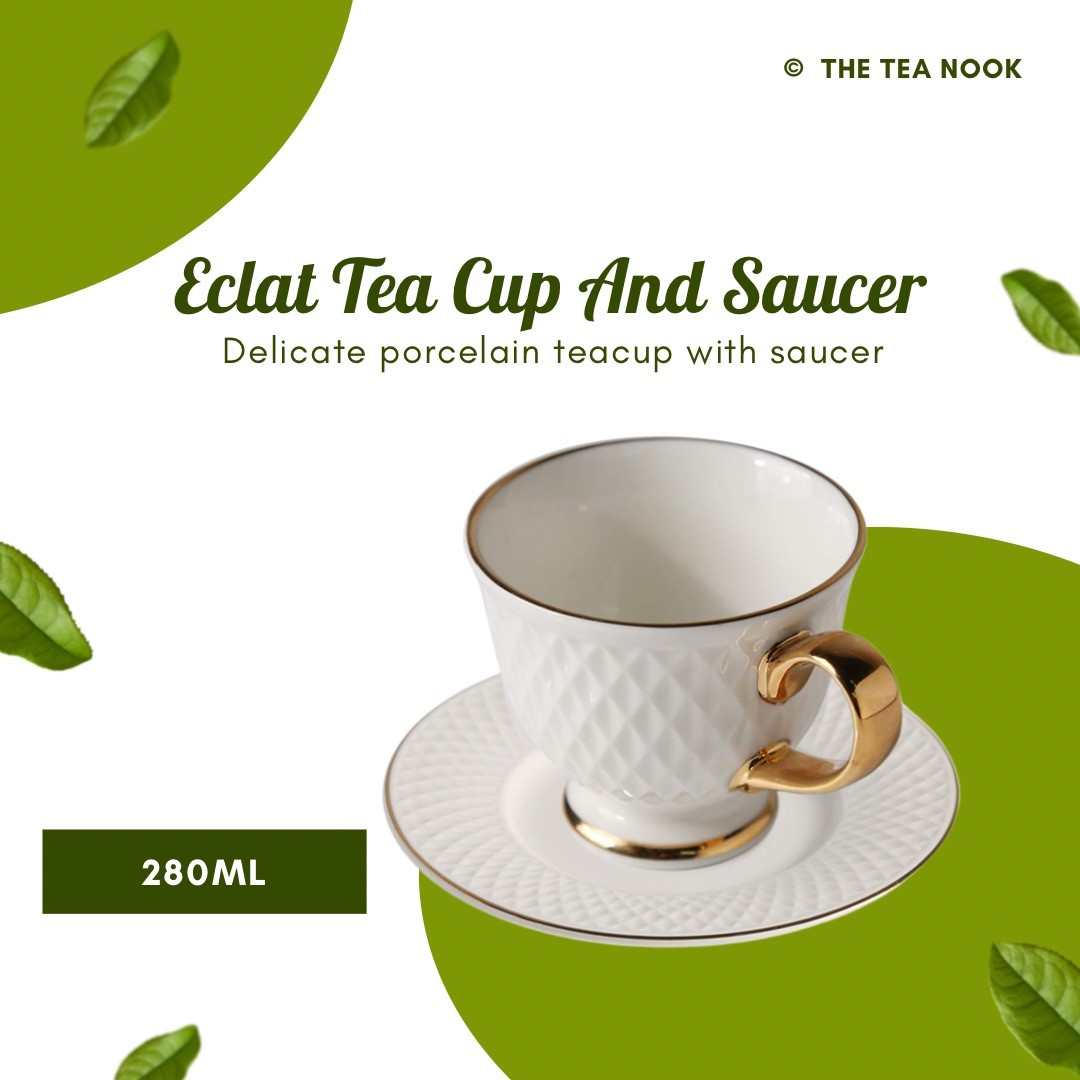 © THE TEA NOOK
Eclat Tea Cup And Saucer
Delicate porcelain teacup with saucer
280ML